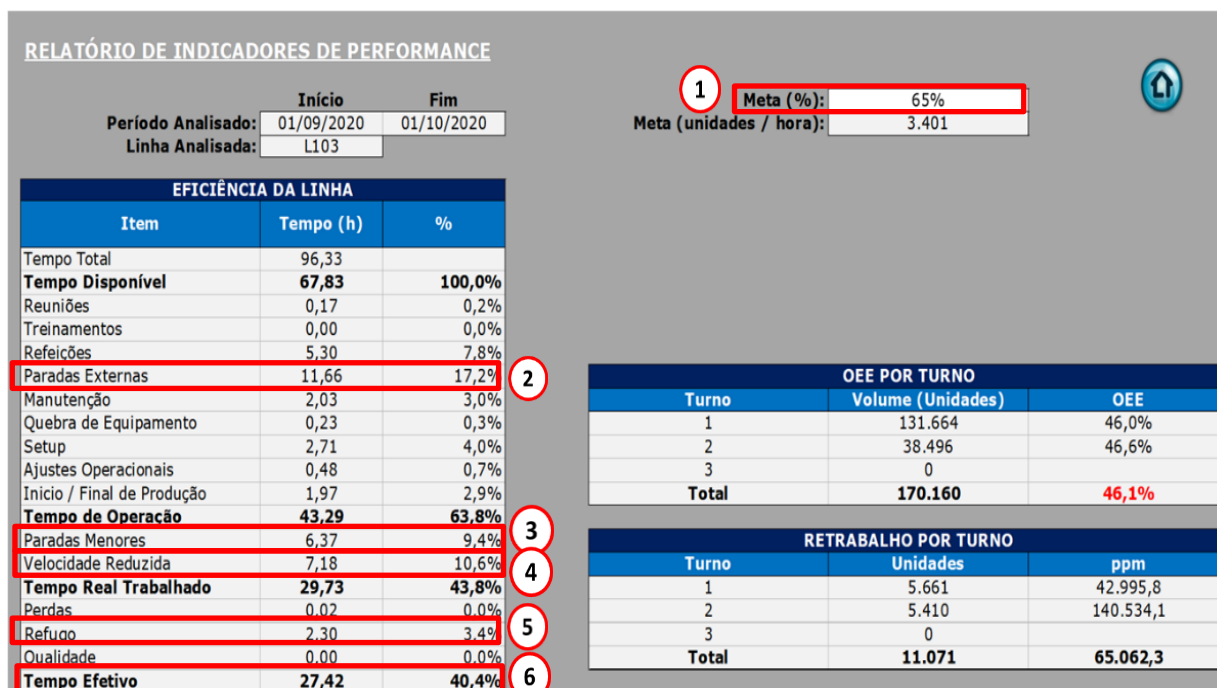 RELATÓRIO DE INDICADORES DE PERFORMANCE
Início Fim
Período Analisado: 01/09/2020 01/10/2020
Linha Analisada: L103
1 Meta (%): 65%
Meta (unidades / hora): 3.401
EFICIÊNCIA DA LINHA
Item Tempo (h) %
Tempo Total 96,33
Tempo Disponível 67,83 100,0%
Reuniões 0,17 0,2%
Treinamentos 0,00 0,0%
Refeições 5,30 7,8%
Paradas Externas 11,66 17,2% 2
Manutenção 2,03 3,0%
Quebra de Equipamento 0,23 0,3%
Setup 2,71 4,0%
Ajustes Operacionais 0,48 0,7%
Inicio / Final de Produção 1,97 2,9%
Tempo de Operação 43,29 63,8%
Paradas Menores 6,37 9,4% 3
Velocidade Reduzida 7,18 10,6% 4
Tempo Real Trabalhado 29,73 43,8%
Perdas 0,02 0,0%
Refugo 2,30 3,4% 5
Qualidade 0,00 0,0%
Tempo Efetivo 27,42 40,4% 6
OEE POR TURNO
Turno Volume (Unidades) OEE
1 131.664 46,0%
2 38.496 46,6%
3 0
Total 170.160 46,1%
RETRABALHO POR TURNO
Turno Unidades ppm
1 5.661 42.995,8
2 5.410 140.534,1
3 0
Total 11.071 65.062,3